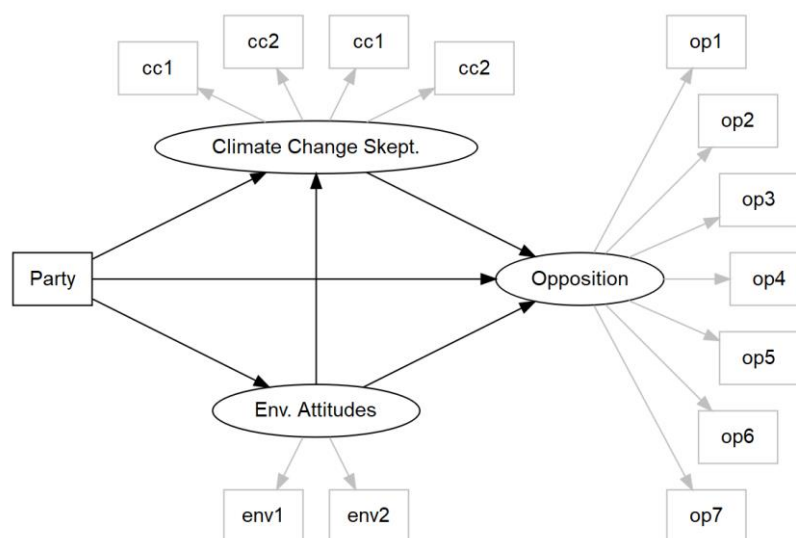 cc1
cc2
cc1
cc2
op1
op2
op3
op4
op5
op6
op7
Climate Change Skept.
Party
Opposition
Env. Attitudes
env1
env2